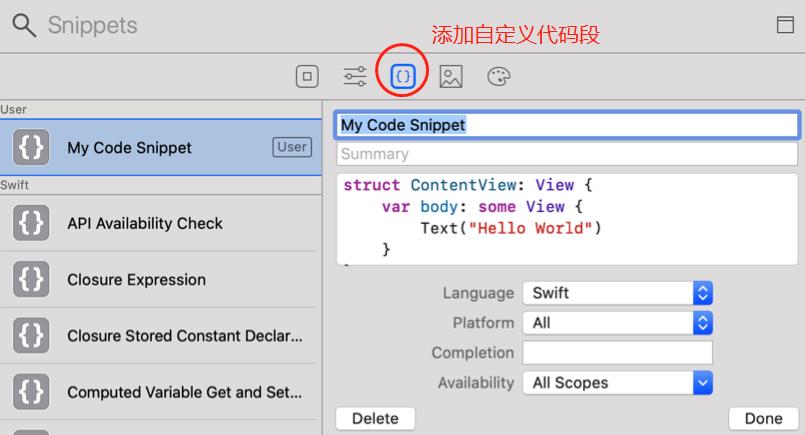 Snippets
添加自定义代码段
User
My Code Snippet
User
Swift
API Availability Check
Closure Expression
Closure Stored Constant Declar...
Computed Variable Get and Set...
My Code Snippet
Summary
struct ContentView: View {
    var body: some View {
        Text("Hello World")
    }
Language Swift
Platform All
Completion
Availability All Scopes
Delete
Done